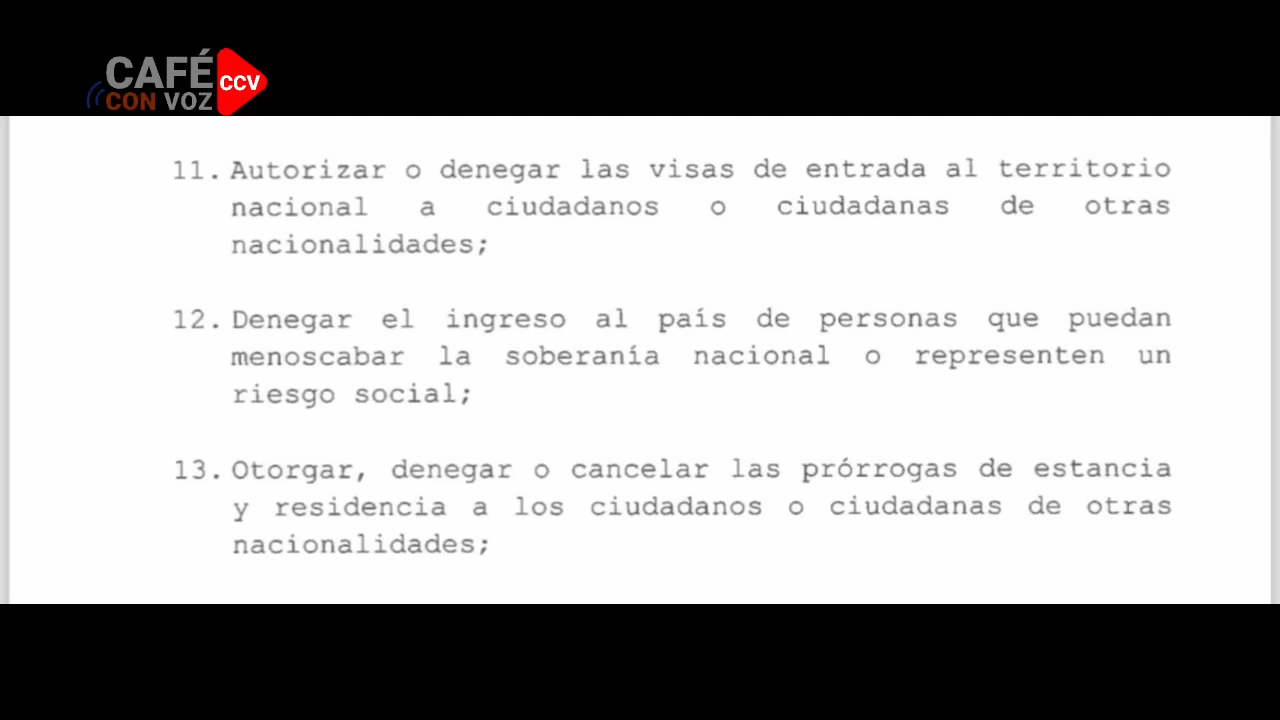 CAFÉ
CON VOZ
CCV
11. Autorizar o denegar las visas de entrada al territorio
nacional a ciudadanos o ciudadanas de otras
nacionalidades;
12. Denegar el ingreso al país de personas que puedan
menoscabar la soberanía nacional o representen un
riesgo social;
13. Otorgar, denegar o cancelar las prórrogas de estancia
y residencia a los ciudadanos o ciudadanas de otras
nacionalidades;